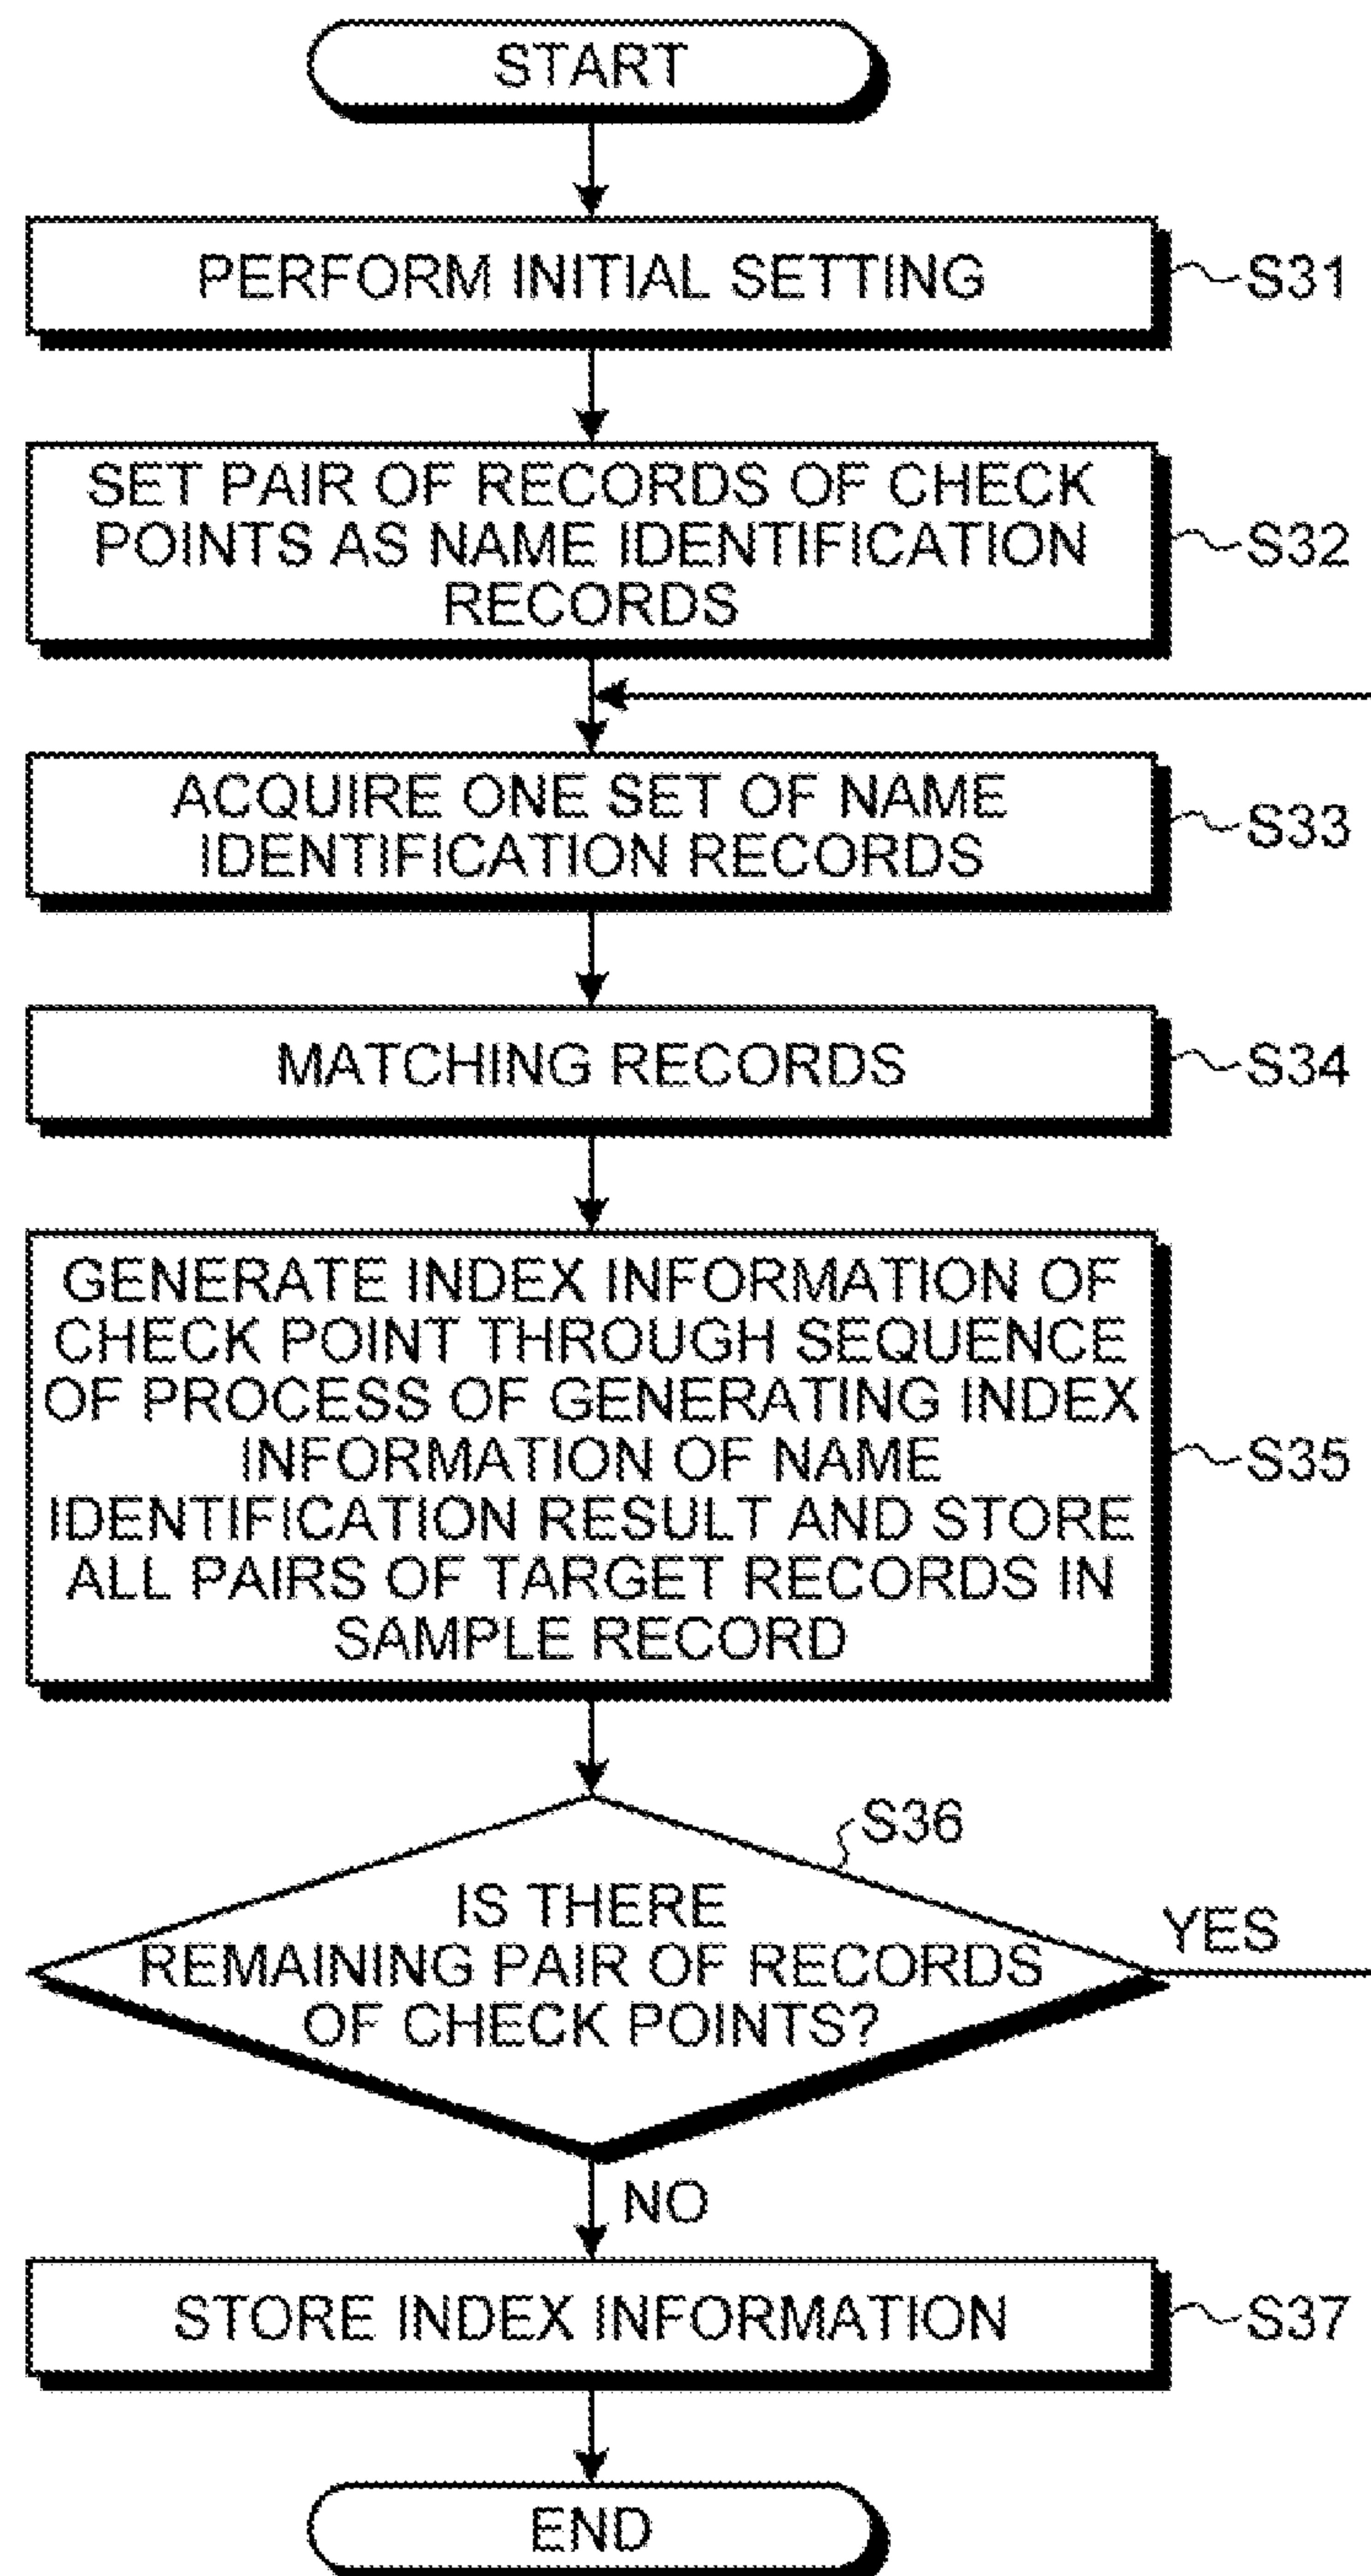 START
PERFORM INITIAL SETTING
S31
SET PAIR OF RECORDS OF CHECK
POINTS AS NAME IDENTIFICATION
RECORDS
S32
ACQUIRE ONE SET OF NAME
IDENTIFICATION RECORDS
S33
MATCHING RECORDS
S34
GENERATE INDEX INFORMATION OF
CHECK POINT THROUGH SEQUENCE
OF PROCESS OF GENERATING INDEX
INFORMATION OF NAME
IDENTIFICATION RESULT AND STORE
ALL PAIRS OF TARGET RECORDS IN
SAMPLE RECORD
S35
S36
IS THERE
REMAINING PAIR OF RECORDS
OF CHECK POINTS?
YES
NO
STORE INDEX INFORMATION
S37
END